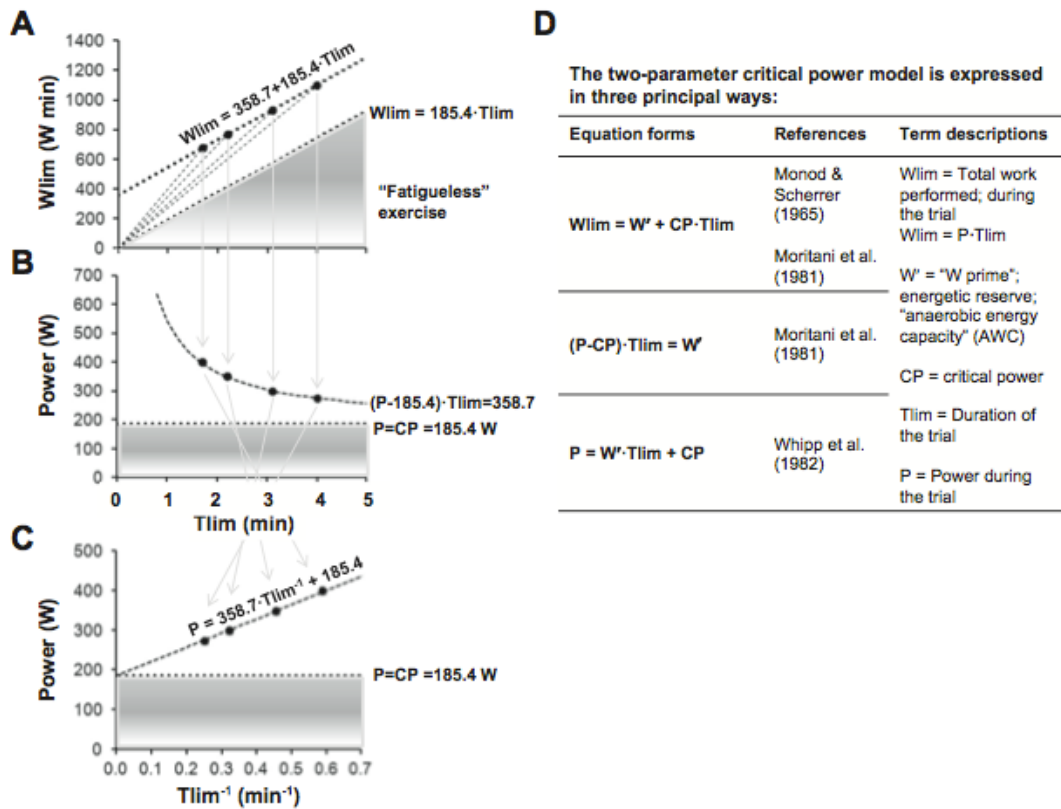 A
1400
1200
1000
800
600
400
200
0
Wlim (W min)
Wlim = 358.7+185.4·Tlim
Wlim = 185.4·Tlim
"Fatigueless"
exercise
0 1 2 3 4 5
B
700
600
500
400
300
200
100
0
Power (W)
(P-185.4)·Tlim=358.7
P=CP =185.4 W
0 1 2 3 4 5
Tlim (min)
C
500
400
300
200
100
0
Power (W)
P = 358.7·Tlim⁻¹ + 185.4
P=CP =185.4 W
0.0 0.1 0.2 0.3 0.4 0.5 0.6 0.7
Tlim⁻¹ (min⁻¹)
D
The two-parameter critical power model is expressed
in three principal ways:
Equation forms References Term descriptions
Wlim = W′ + CP·Tlim
Monod &
Scherrer
(1965)
Moritani et al.
(1981)
(P-CP)·Tlim = W′
Moritani et al.
(1981)
P = W′·Tlim + CP
Whipp et al.
(1982)
Wlim = Total work
performed; during
the trial
Wlim = P·Tlim
W′ = "W prime";
energetic reserve;
"anaerobic energy
capacity" (AWC)
CP = critical power
Tlim = Duration of
the trial
P = Power during
the trial